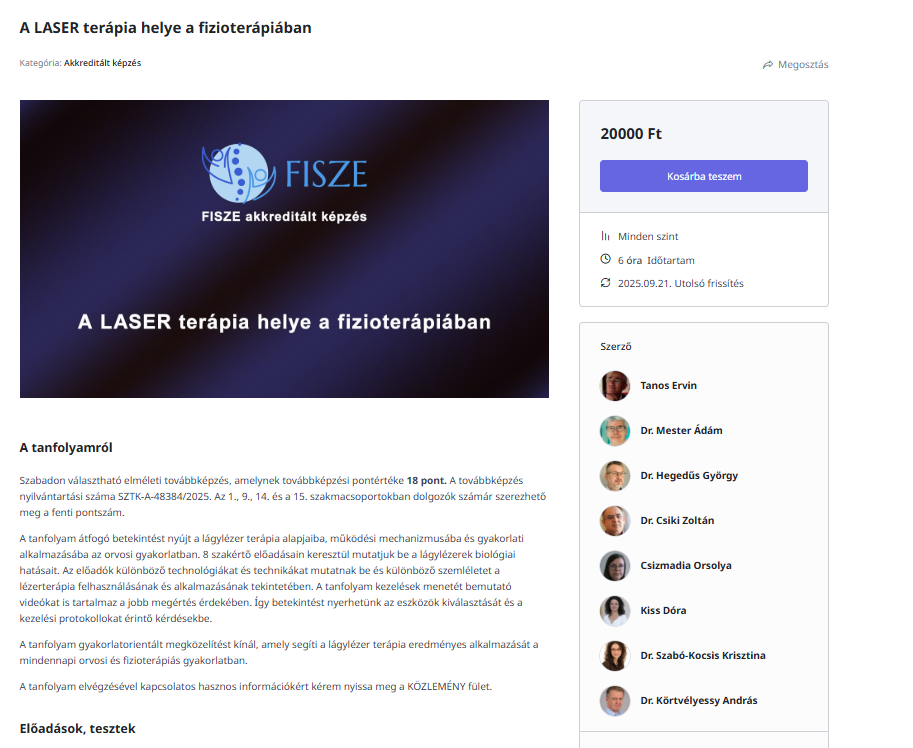 A LASER terápia helye a fizioterápiában
Kategória: Akkreditált képzés
Megosztás
FISZE
FISZE akkreditált képzés
A LASER terápia helye a fizioterápiában
20000 Ft
Kosárba teszem
Minden szint
6 óra Időtartam
2025.09.21. Utolsó frissítés
Szerző
Tanos Ervin
Dr. Mester Ádám
Dr. Hegedűs György
Dr. Csiki Zoltán
Csizmadia Orsolya
Kiss Dóra
Dr. Szabó-Kocsis Krisztina
Dr. Körtvélyessy András
A tanfolyamról
Szabadon választható elméleti továbbképzés, amelynek továbbképzési pontértéke 18 pont. A továbbképzés
nyilvántartási száma SZTK-A-48384/2025. Az 1., 9., 14. és a 15. szakmacsoportokban dolgozók számár szerezhető
meg a fenti pontszám.
A tanfolyam átfogó betekintést nyújt a lágylézer terápia alapjaiba, működési mechanizmusába és gyakorlati
alkalmazásába az orvosi gyakorlatban. 8 szakértő előadásain keresztül mutatjuk be a lágylézerek biológiai
hatásait. Az előadók különböző technológiákat és technikákat mutatnak be és különböző szemléletet a
lézerterápia felhasználásának és alkalmazásának tekintetében. A tanfolyam kezelések menetét bemutató
videókat is tartalmaz a jobb megértés érdekében. Így betekintést nyerhetünk az eszközök kiválasztását és a
kezelési protokollokat érintő kérdésekbe.
A tanfolyam gyakorlatorientált megközelítést kínál, amely segíti a lágylézer terápia eredményes alkalmazását a
mindennapi orvosi és fizioterápiás gyakorlatban.
A tanfolyam elvégzésével kapcsolatos hasznos információkért kérem nyissa meg a KÖZLEMÉNY fület.
Előadások, tesztek